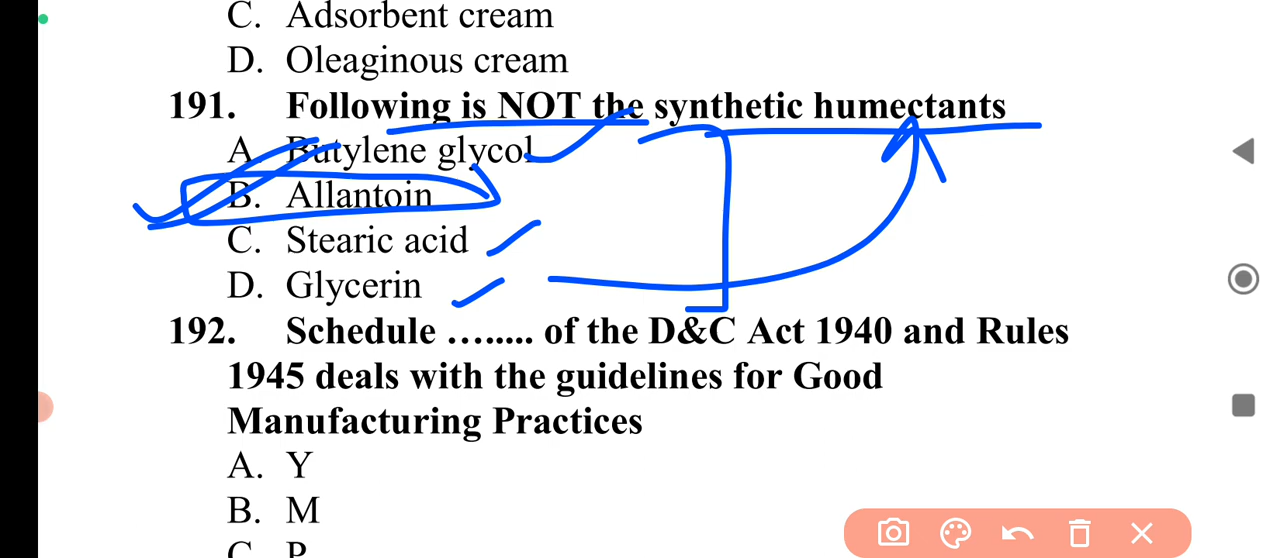 C. Adsorbent cream
D. Oleaginous cream
191. Following is NOT the synthetic humectants
A. Butylene glycol
B. Allantoin
C. Stearic acid
D. Glycerin
192. Schedule ........ of the D&C Act 1940 and Rules
1945 deals with the guidelines for Good
Manufacturing Practices
A. Y
B. M
C. P